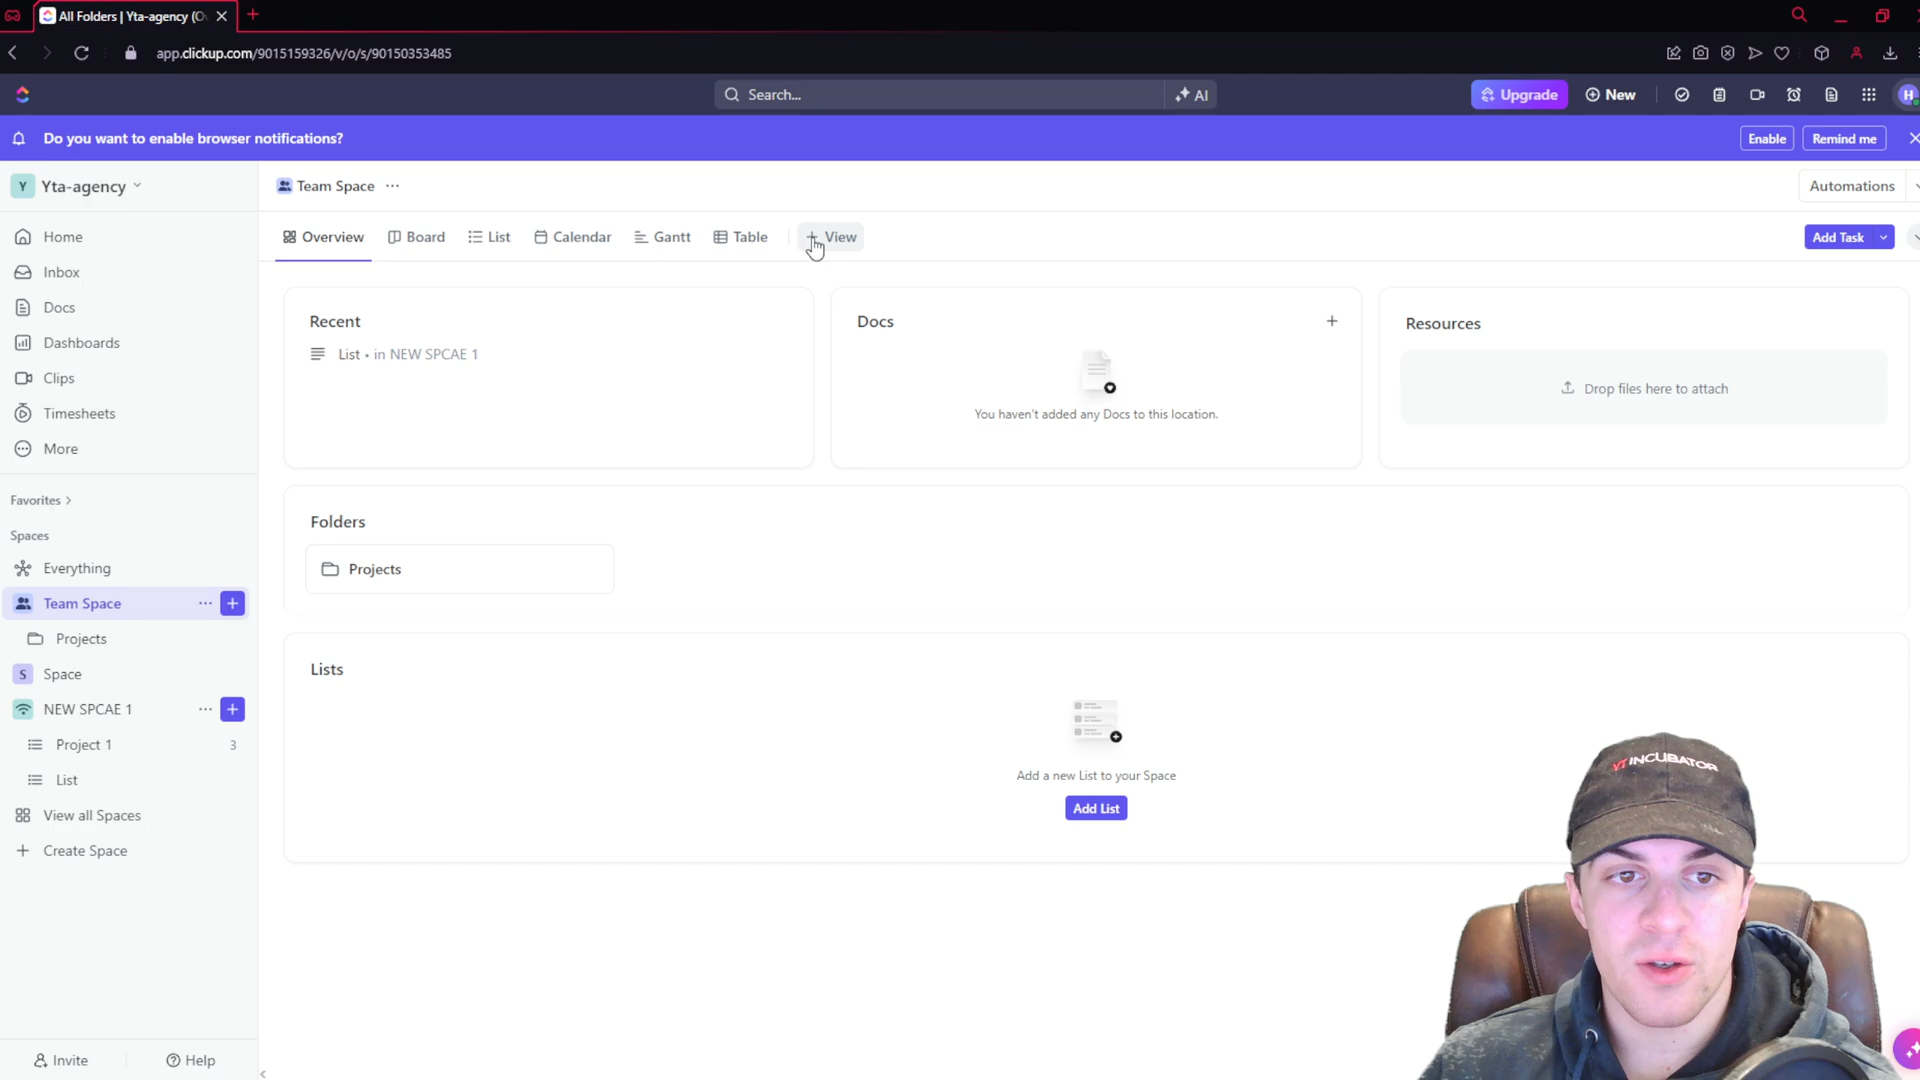 All Folders | Yta-agency (O
app.clickup.com/9015159326/v/o/s/90150353485
Search...
AI
Upgrade
New
H
Do you want to enable browser notifications?
Enable
Remind me
Y
Yta-agency
Team Space
Automations
Home
Inbox
Docs
Dashboards
Clips
Timesheets
More
Favorites
Spaces
Everything
Team Space
Projects
S
Space
NEW SPCAE 1
Project 1
3
List
View all Spaces
Create Space
Invite
Help
Overview
Board
List
Calendar
Gantt
Table
View
Add Task
Recent
List • in NEW SPCAE 1
Docs
You haven't added any Docs to this location.
Resources
Drop files here to attach
Folders
Projects
Lists
Add a new List to your Space
Add List
YTINCUBATOR